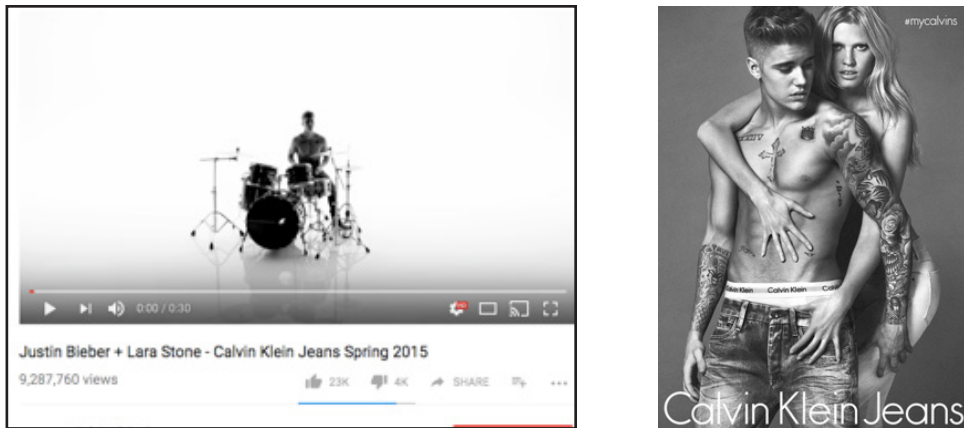 0:00 / 0:30
HD
Justin Bieber + Lara Stone - Calvin Klein Jeans Spring 2015
9,287,760 views
23K
4K
SHARE
#mycalvins
Calvin Klein
Calvin Klein Jeans